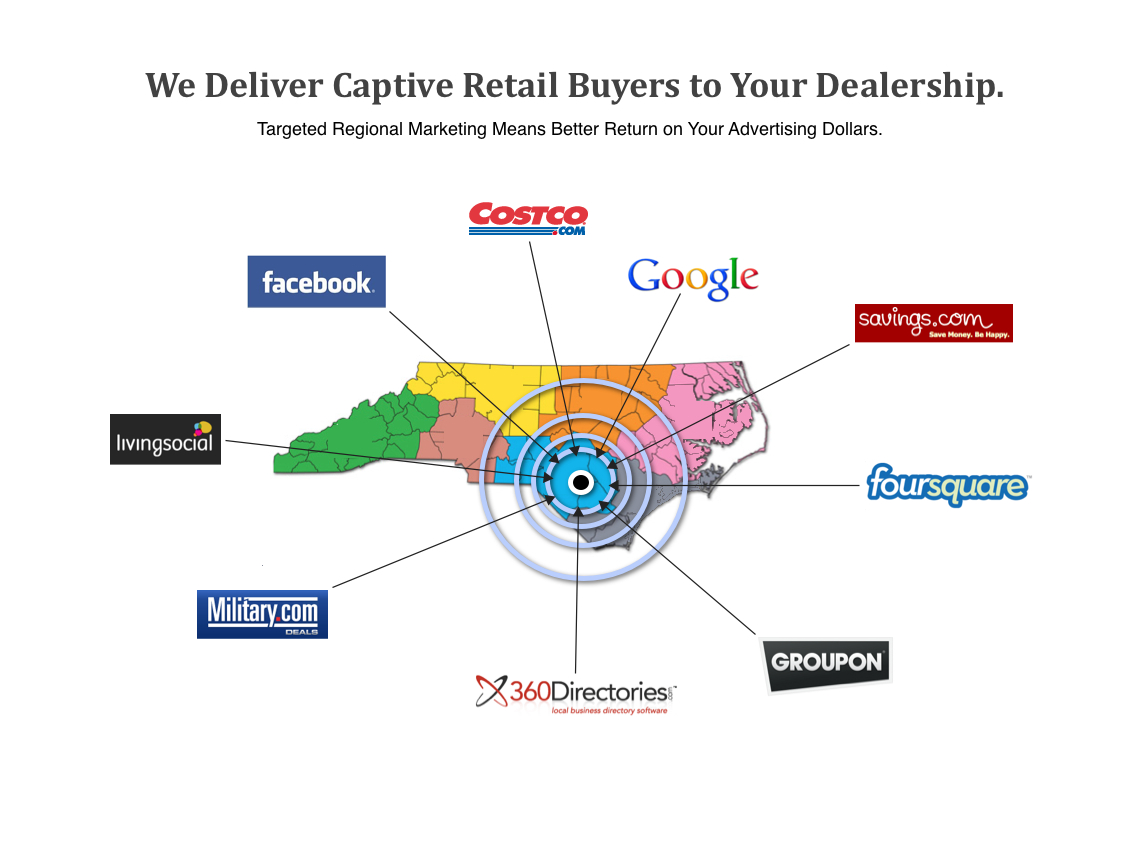 We Deliver Captive Retail Buyers to Your Dealership.
Targeted Regional Marketing Means Better Return on Your Advertising Dollars.
COSTCO
.COM
facebook.
Google
savings.com
Save Money. Be Happy.
livingsocial
foursquare™
Military.com
DEALS
GROUPON
360Directories.com™
local business directory software